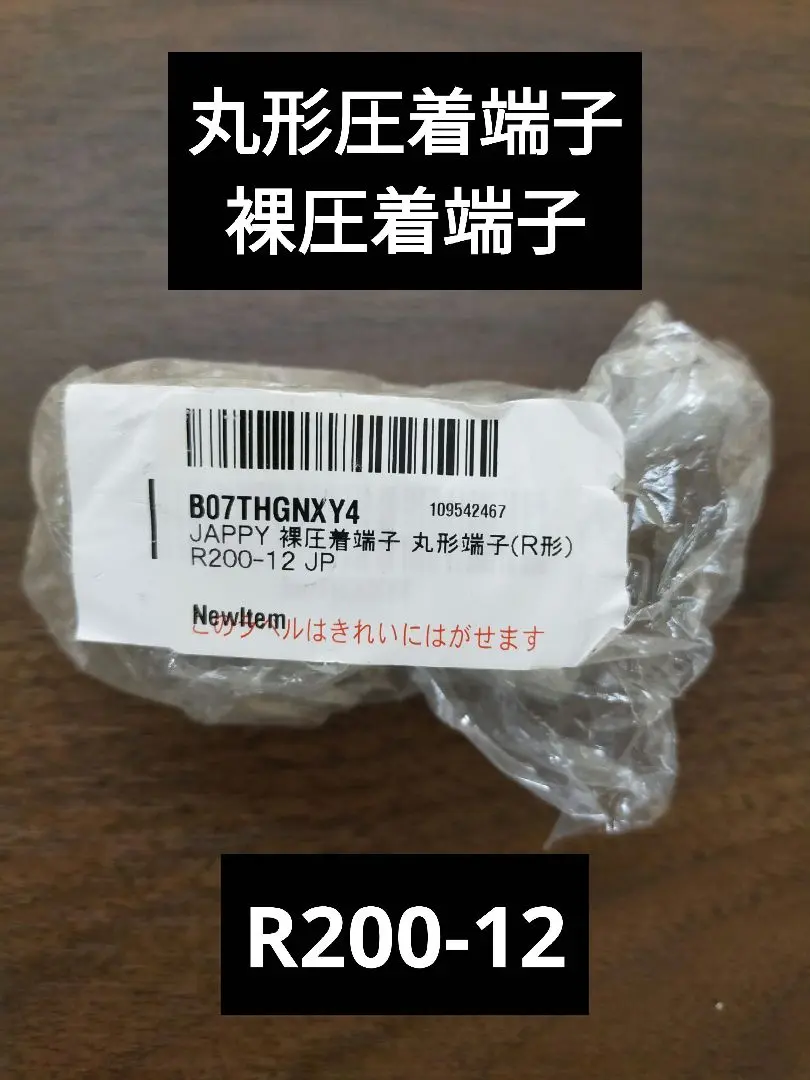 丸形圧着端子
裸圧着端子
B07THGNXY4
109542467
JAPPY 裸圧着端子 丸形端子(R形)
R200-12 JP
NewItem
このラベルはきれいにはがせます
R200-12